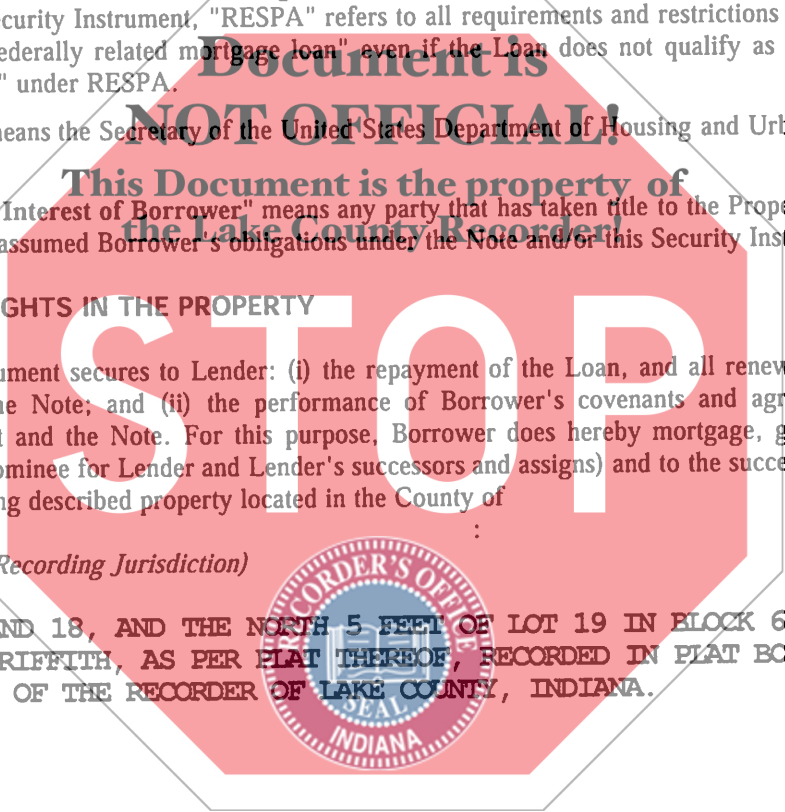 ecurity Instrument, "RESPA" refers to all requirements and restrictions
ederally related mortgage loan" even if the Loan does not qualify as
" under RESPA.
Document is
NOT OFFICIAL!
eans the Secretary of the United States Department of Housing and Urb
This Document is the property of
the Lake County Recorder!
Interest of Borrower" means any party that has taken title to the Prope
assumed Borrower's obligations under the Note and/or this Security Inst
GHTS IN THE PROPERTY
STOP
ument secures to Lender: (i) the repayment of the Loan, and all renew
he Note; and (ii) the performance of Borrower's covenants and agr
t and the Note. For this purpose, Borrower does hereby mortgage, g
ominee for Lender and Lender's successors and assigns) and to the succe
ng described property located in the County of
:
Recording Jurisdiction)
ND 18, AND THE NORTH 5 FEET OF LOT 19 IN BLOCK 6
RIFFITH, AS PER PLAT THEREOF, RECORDED IN PLAT BO
OF THE RECORDER OF LAKE COUNTY, INDIANA.
RECORDER'S OFFICE
SEAL
INDIANA